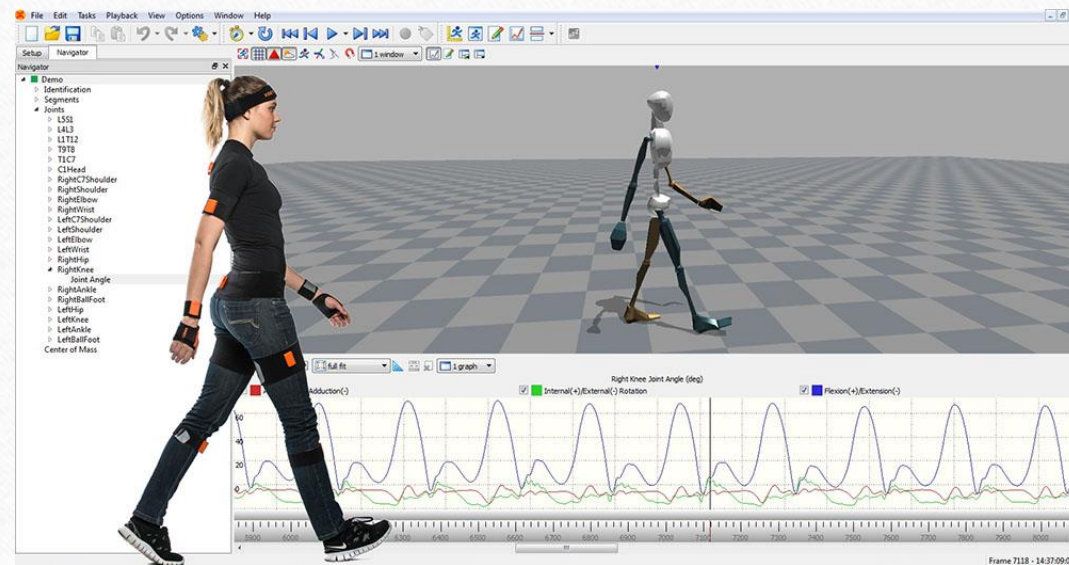 File Edit Tasks Playback View Options Window Help
Setup Navigator
1 window
Navigator
Demo
Identification
Segments
Joints
L5S1
L4L3
L1T12
T9T8
T1C7
C1Head
RightC7Shoulder
RightShoulder
RightElbow
RightWrist
LeftC7Shoulder
LeftShoulder
LeftElbow
LeftWrist
RightHip
RightKnee
Joint Angle
RightAnkle
RightBallFoot
LeftHip
LeftKnee
LeftAnkle
LeftBallFoot
Center of Mass
full fit 1 graph
Right Knee Joint Angle (deg)
Adduction(-) Internal(+)/External(-) Rotation Flexion(+)/Extension(-)
60
40
20
0
5900 6000 6300 6400 6500 6600 6700 6800 6900 7000 7100 7200 7300 7400 7500 7600 7700 7800 7900 8000
Frame 7118 - 14:37:09:0